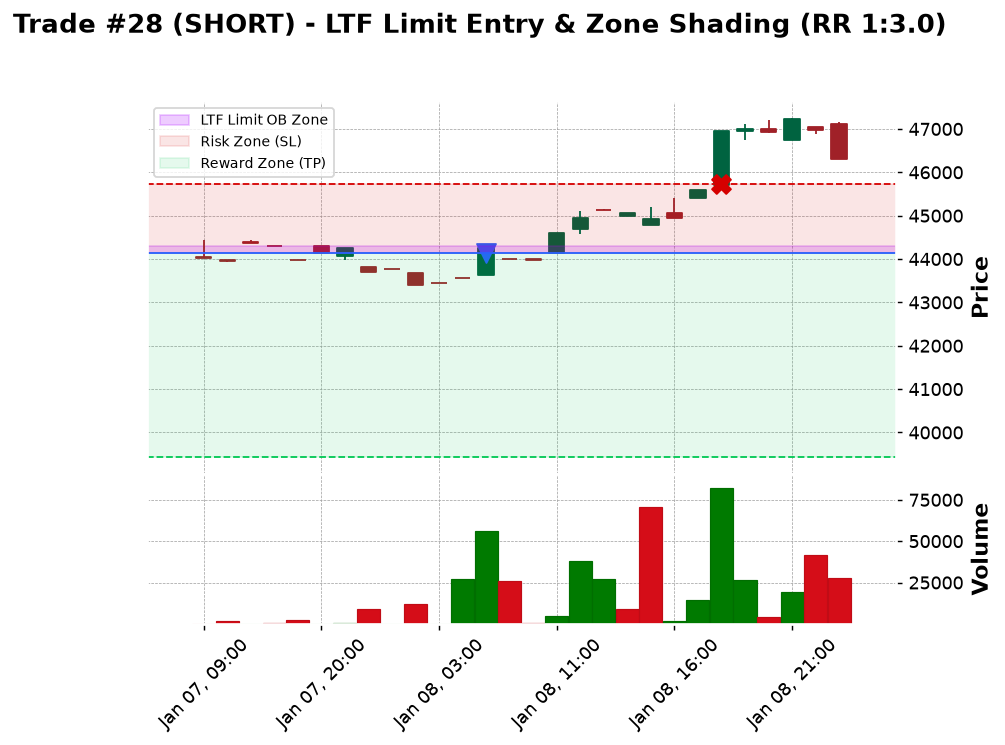 Trade #28 (SHORT) - LTF Limit Entry & Zone Shading (RR 1:3.0)
LTF Limit OB Zone
Risk Zone (SL)
Reward Zone (TP)
47000
46000
45000
44000
43000
42000
41000
40000
Price
75000
50000
25000
Volume
Jan 07, 09:00
Jan 07, 20:00
Jan 08, 03:00
Jan 08, 11:00
Jan 08, 16:00
Jan 08, 21:00